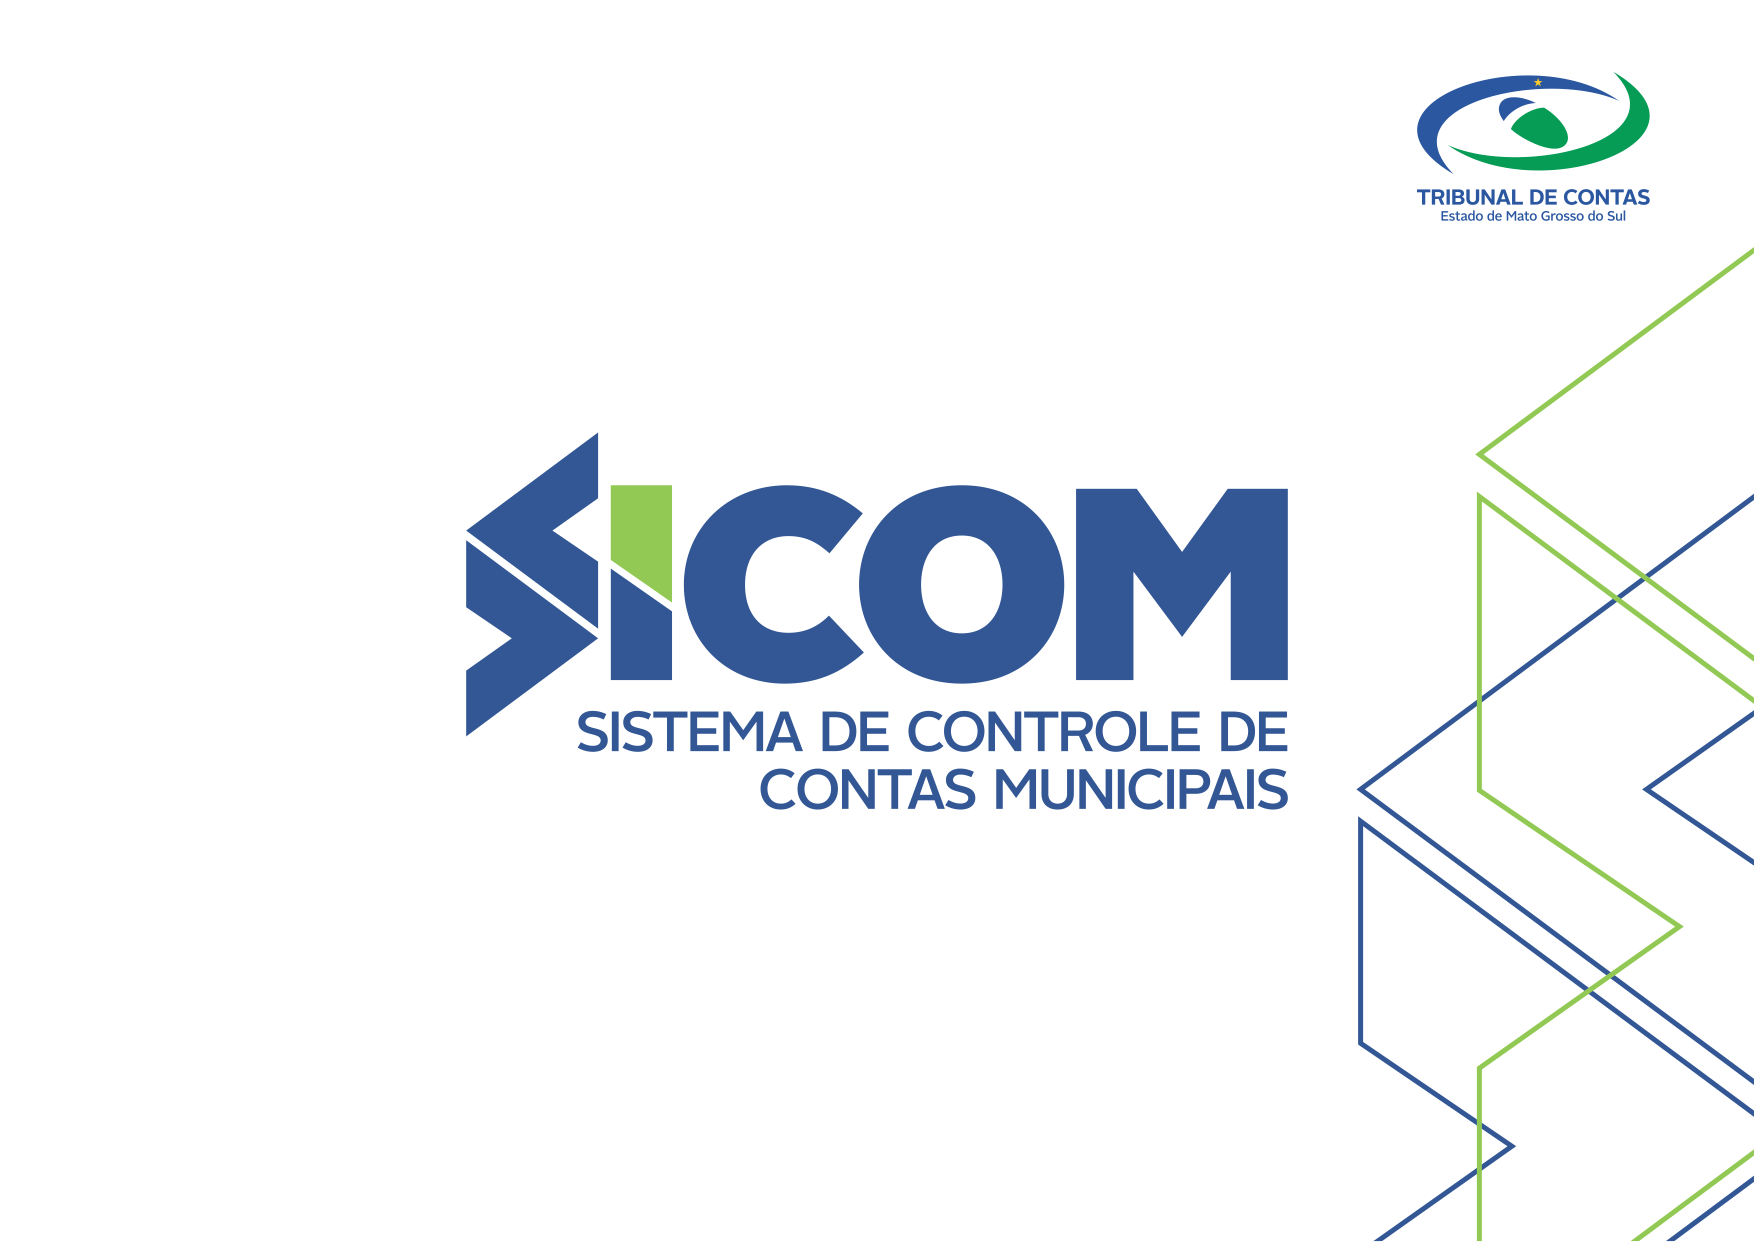 TRIBUNAL DE CONTAS
Estado de Mato Grosso do Sul
SICOM
SISTEMA DE CONTROLE DE
CONTAS MUNICIPAIS